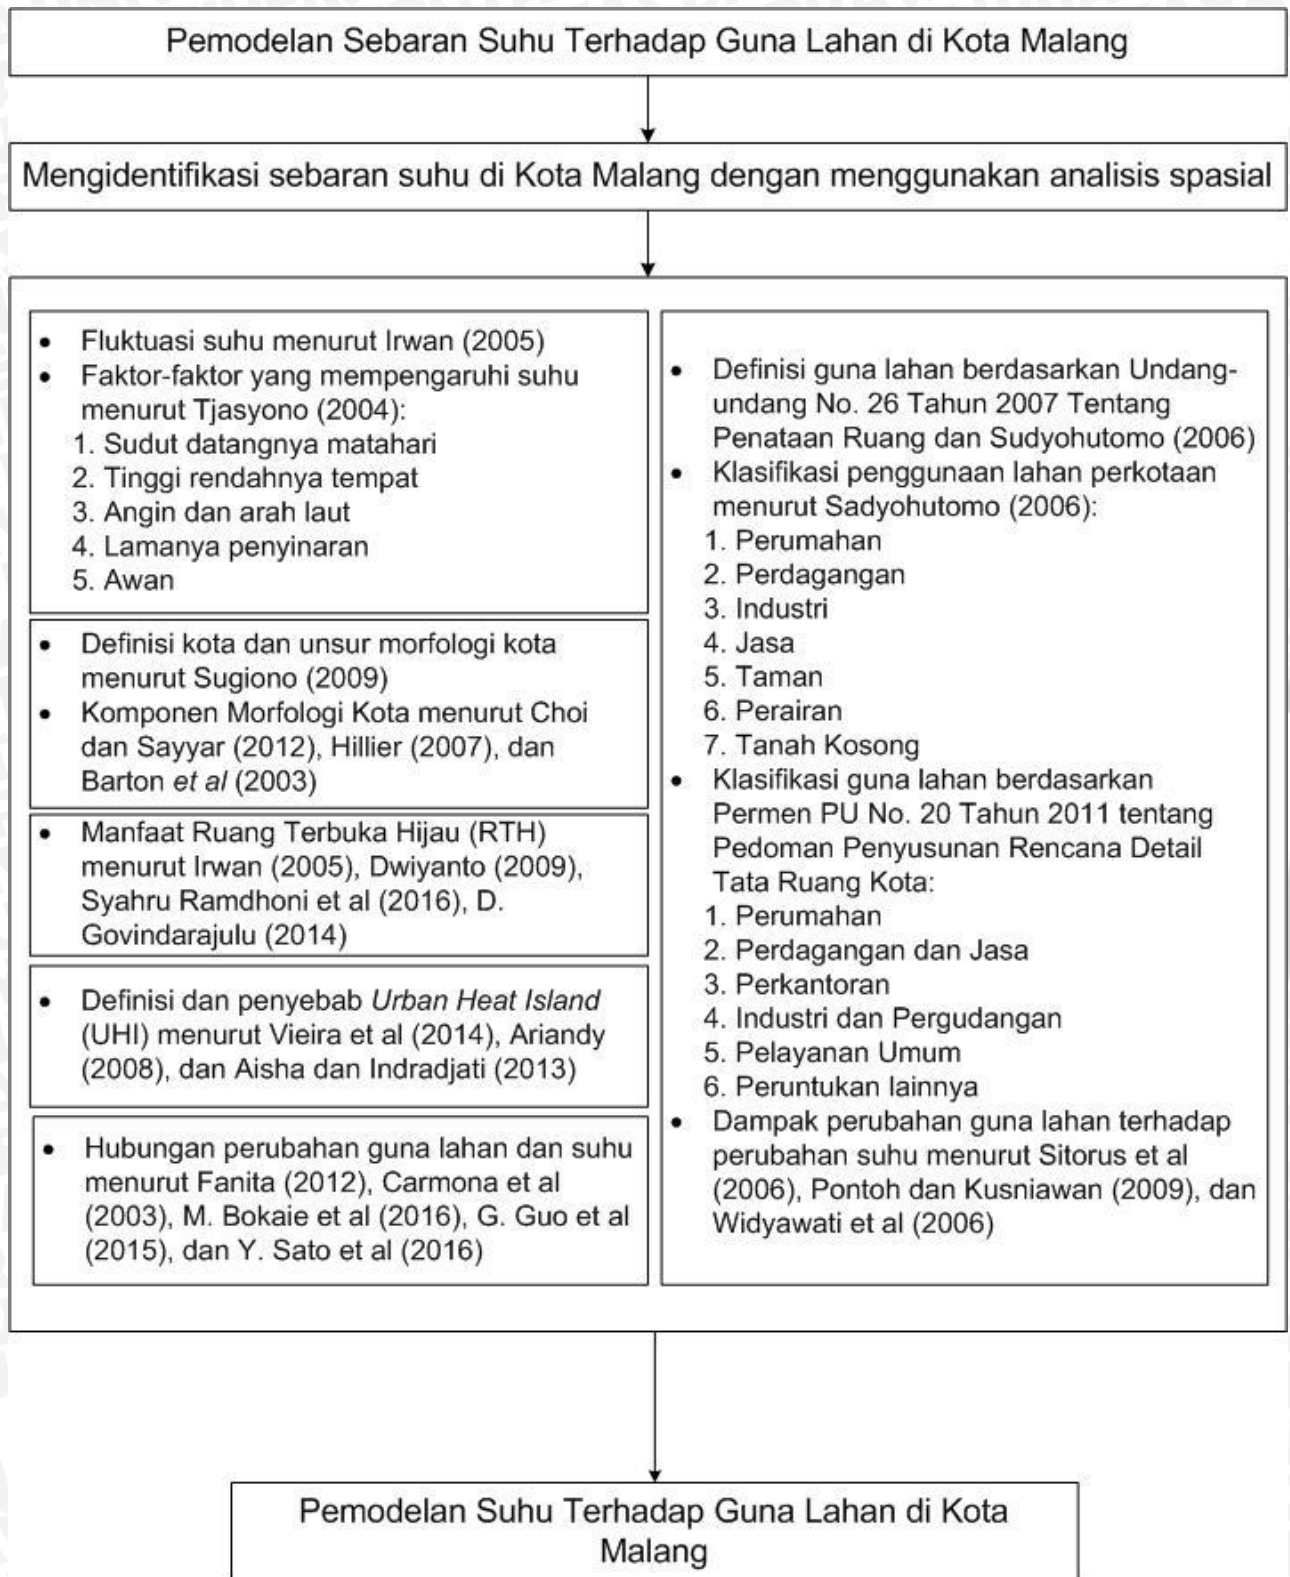 Pemodelan Sebaran Suhu Terhadap Guna Lahan di Kota Malang
Mengidentifikasi sebaran suhu di Kota Malang dengan menggunakan analisis spasial
• Fluktuasi suhu menurut Irwan (2005)
• Faktor-faktor yang mempengaruhi suhu
menurut Tjasyono (2004):
1. Sudut datangnya matahari
2. Tinggi rendahnya tempat
3. Angin dan arah laut
4. Lamanya penyinaran
5. Awan
• Definisi kota dan unsur morfologi kota
menurut Sugiono (2009)
• Komponen Morfologi Kota menurut Choi
dan Sayyar (2012), Hillier (2007), dan
Barton et al (2003)
• Manfaat Ruang Terbuka Hijau (RTH)
menurut Irwan (2005), Dwiyanto (2009),
Syahru Ramdhoni et al (2016), D.
Govindarajulu (2014)
• Definisi dan penyebab Urban Heat Island
(UHI) menurut Vieira et al (2014), Ariandy
(2008), dan Aisha dan Indradjati (2013)
• Hubungan perubahan guna lahan dan suhu
menurut Fanita (2012), Carmona et al
(2003), M. Bokaie et al (2016), G. Guo et al
(2015), dan Y. Sato et al (2016)
• Definisi guna lahan berdasarkan Undang-
undang No. 26 Tahun 2007 Tentang
Penataan Ruang dan Sudyohutomo (2006)
• Klasifikasi penggunaan lahan perkotaan
menurut Sadyohutomo (2006):
1. Perumahan
2. Perdagangan
3. Industri
4. Jasa
5. Taman
6. Perairan
7. Tanah Kosong
• Klasifikasi guna lahan berdasarkan
Permen PU No. 20 Tahun 2011 tentang
Pedoman Penyusunan Rencana Detail
Tata Ruang Kota:
1. Perumahan
2. Perdagangan dan Jasa
3. Perkantoran
4. Industri dan Pergudangan
5. Pelayanan Umum
6. Peruntukan lainnya
• Dampak perubahan guna lahan terhadap
perubahan suhu menurut Sitorus et al
(2006), Pontoh dan Kusniawan (2009), dan
Widyawati et al (2006)
Pemodelan Suhu Terhadap Guna Lahan di Kota
Malang